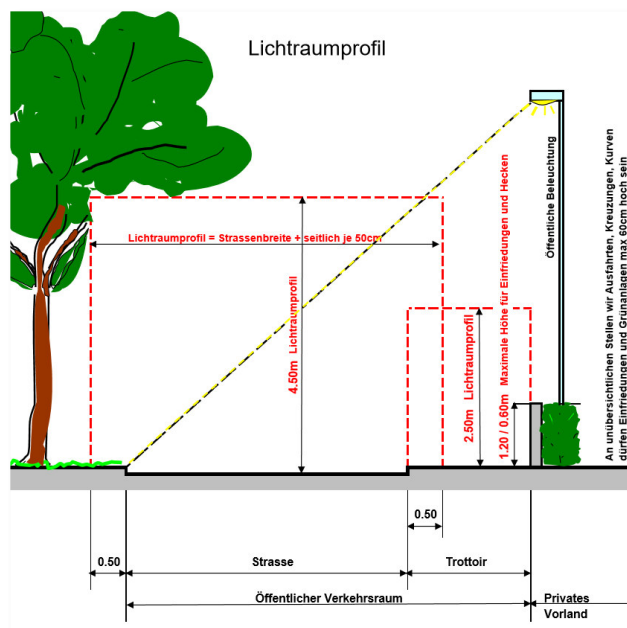 Lichtraumprofil
Lichtraumprofil = Strassenbreite + seitlich je 50cm
4.50m Lichtraumprofil
2.50m Lichtraumprofil
1.20 / 0.60m Maximale Höhe für Einfriedungen und Hecken
Öffentliche Beleuchtung
An unübersichtlichen Stellen wir Ausfahrten, Kreuzungen, Kurven
dürfen Einfriedungen und Grünanlagen max 60cm hoch sein
0.50
0.50
Strasse
Trottoir
Öffentlicher Verkehrsraum
Privates
Vorland